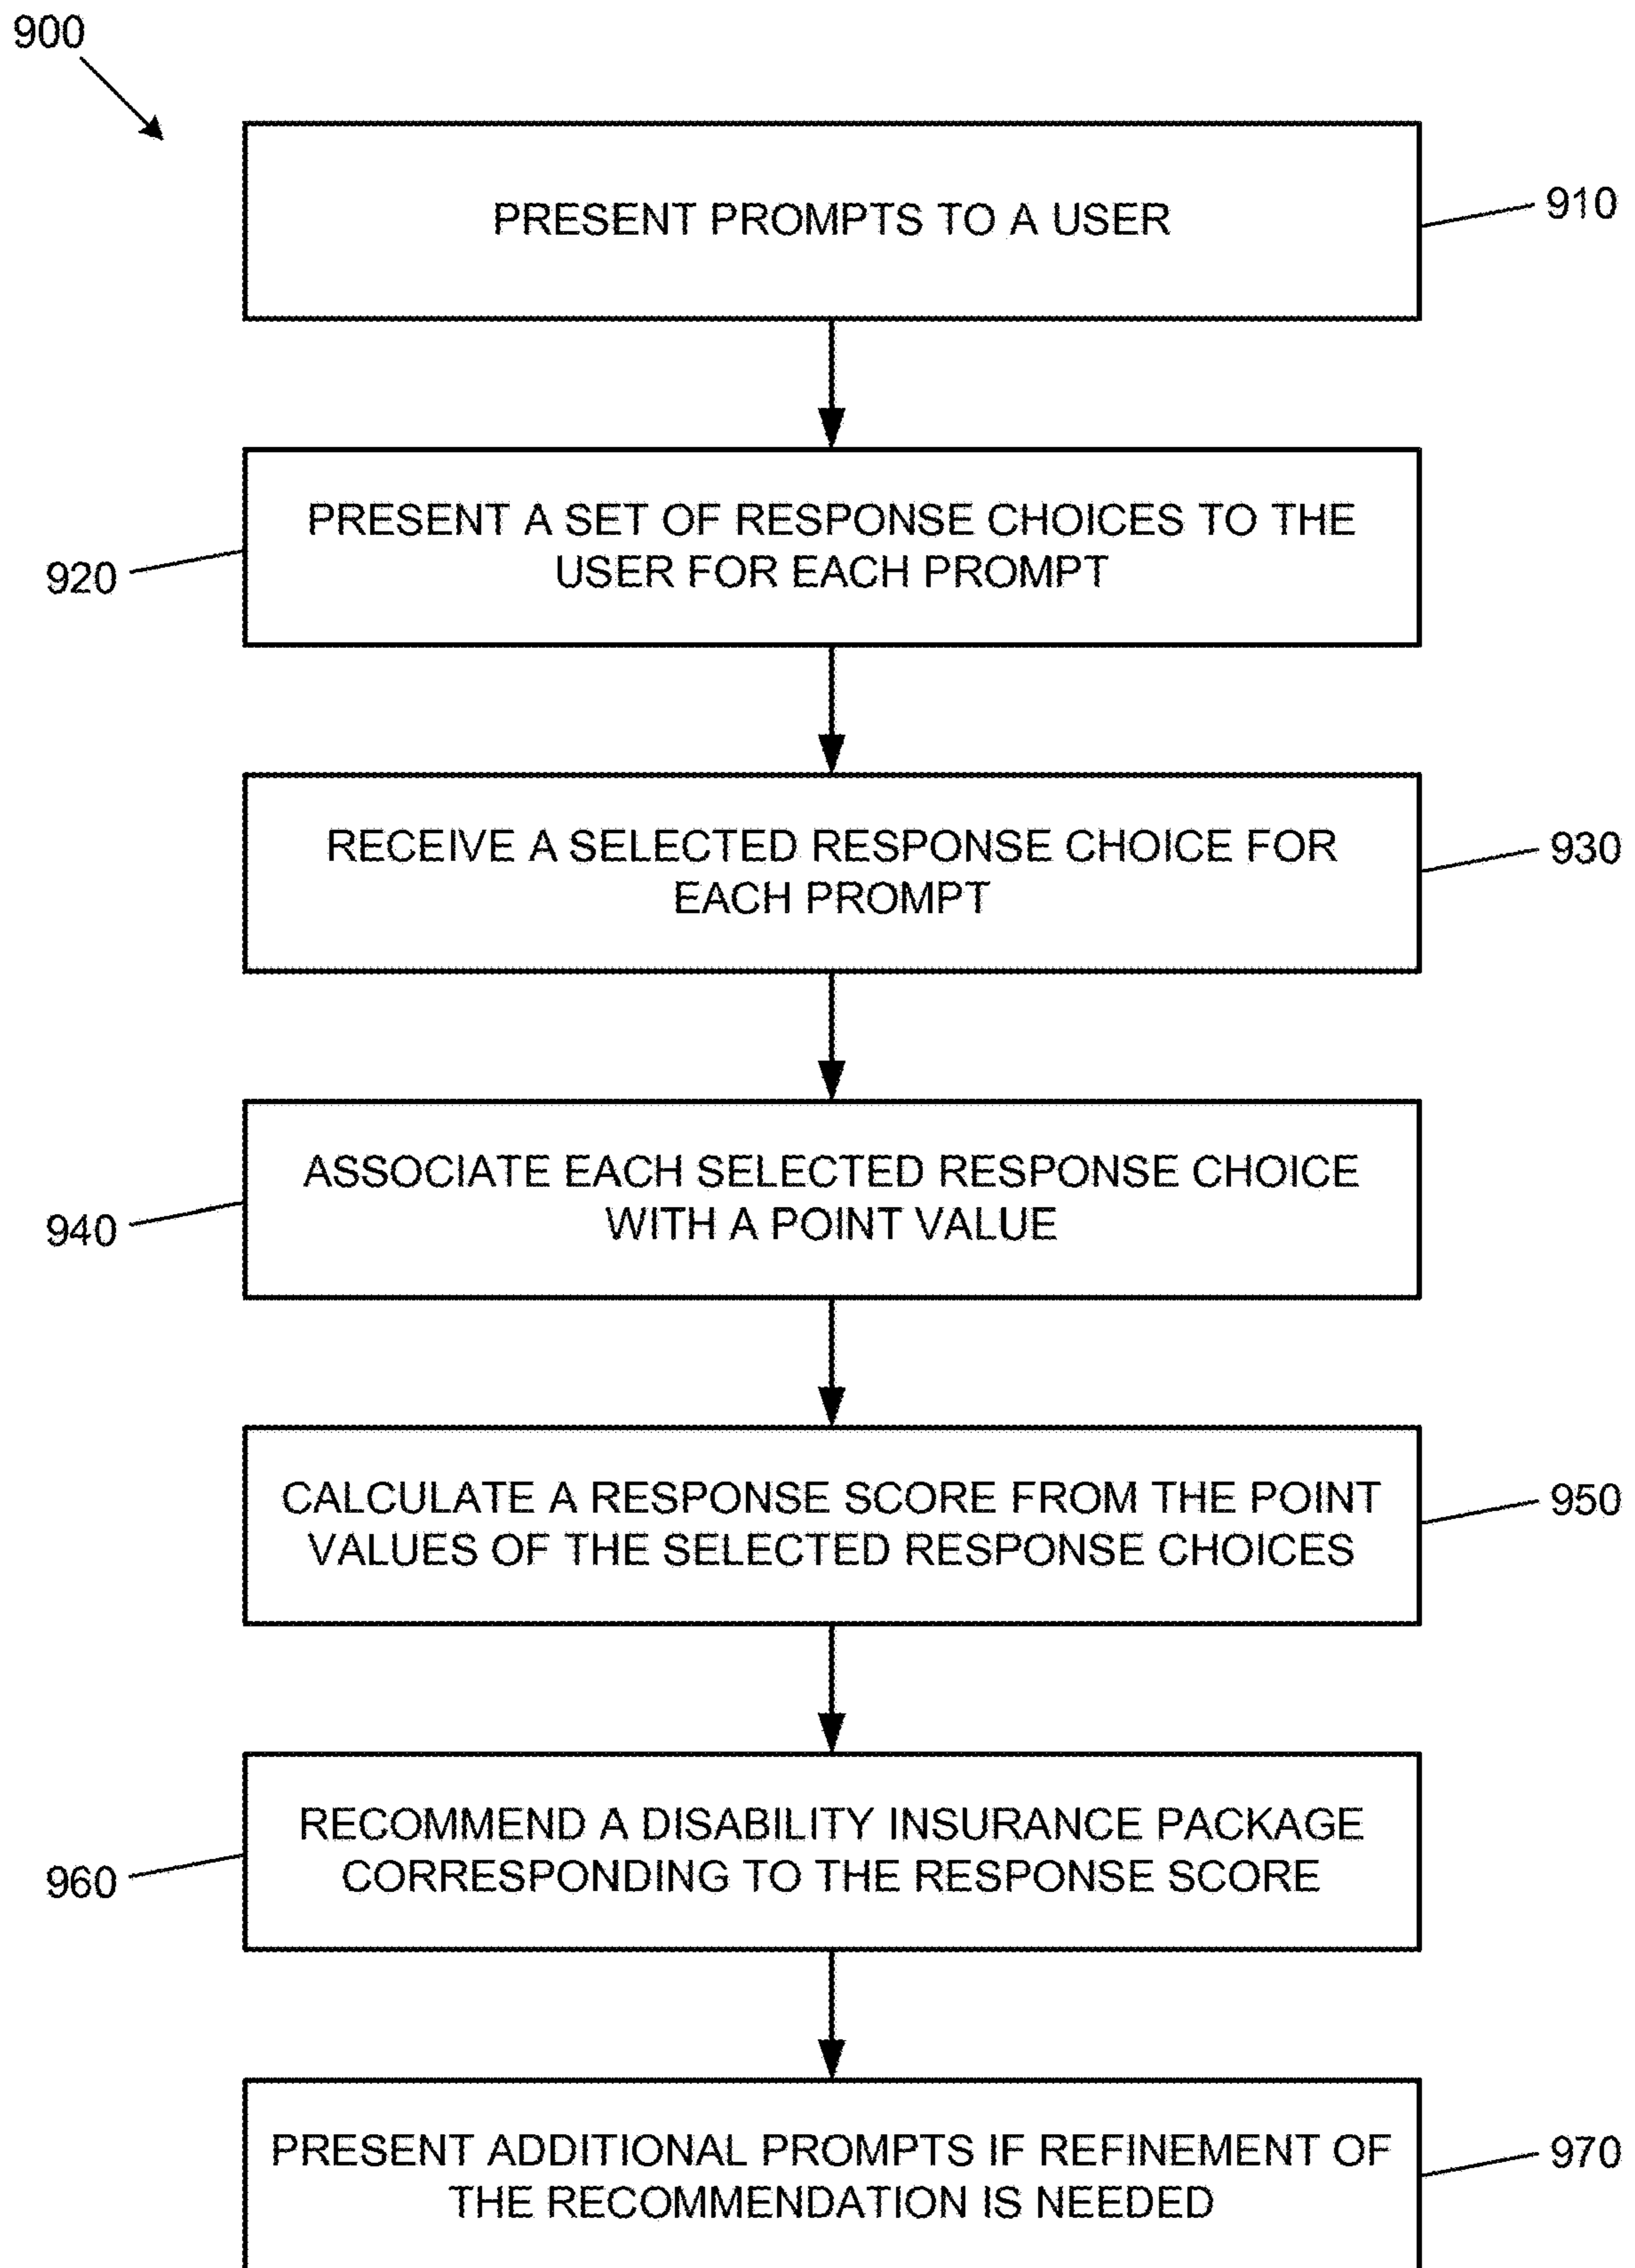 900
PRESENT PROMPTS TO A USER
910
PRESENT A SET OF RESPONSE CHOICES TO THE
USER FOR EACH PROMPT
920
RECEIVE A SELECTED RESPONSE CHOICE FOR
EACH PROMPT
930
ASSOCIATE EACH SELECTED RESPONSE CHOICE
WITH A POINT VALUE
940
CALCULATE A RESPONSE SCORE FROM THE POINT
VALUES OF THE SELECTED RESPONSE CHOICES
950
RECOMMEND A DISABILITY INSURANCE PACKAGE
CORRESPONDING TO THE RESPONSE SCORE
960
PRESENT ADDITIONAL PROMPTS IF REFINEMENT OF
THE RECOMMENDATION IS NEEDED
970